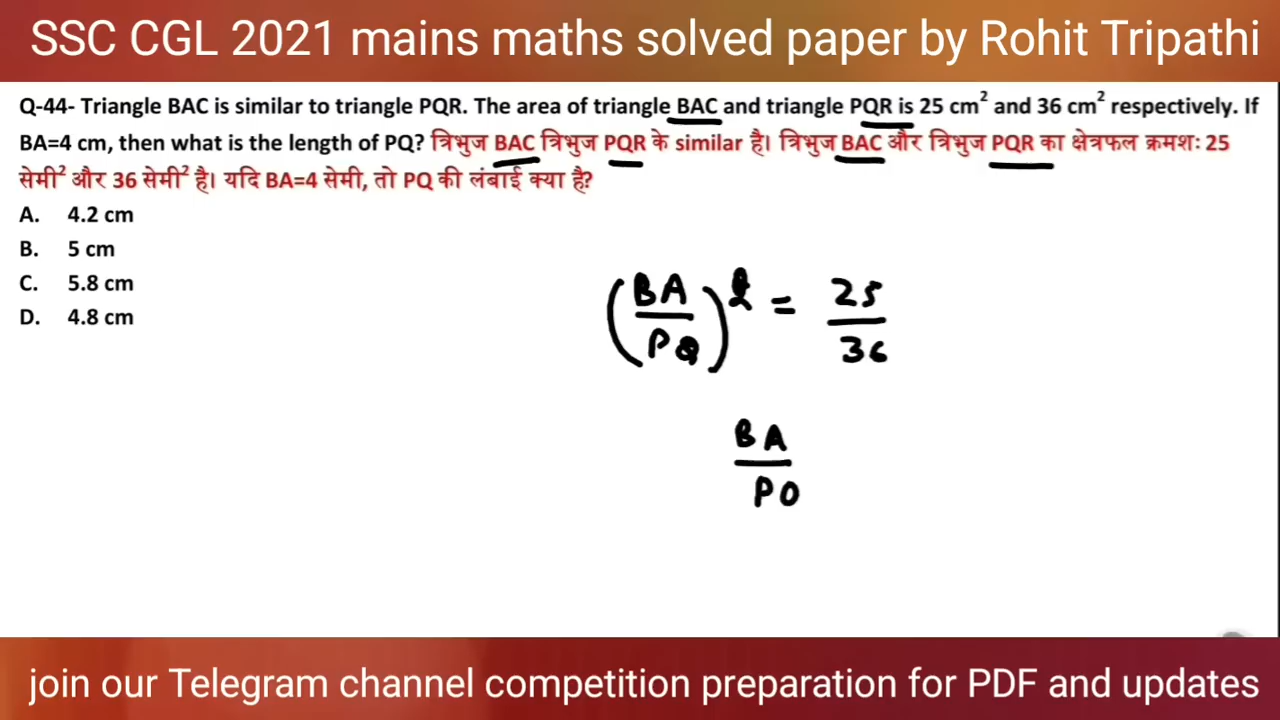 SSC CGL 2021 mains maths solved paper by Rohit Tripathi
Q-44- Triangle BAC is similar to triangle PQR. The area of triangle BAC and triangle PQR is 25 cm² and 36 cm² respectively. If
BA=4 cm, then what is the length of PQ? त्रिभुज BAC त्रिभुज PQR के similar है। त्रिभुज BAC और त्रिभुज PQR का क्षेत्रफल क्रमशः 25
सेमी² और 36 सेमी² है। यदि BA=4 सेमी, तो PQ की लंबाई क्या है?
A. 4.2 cm
B. 5 cm
C. 5.8 cm
D. 4.8 cm
(BA/PQ)² = 25/36
BA
PO
join our Telegram channel competition preparation for PDF and updates